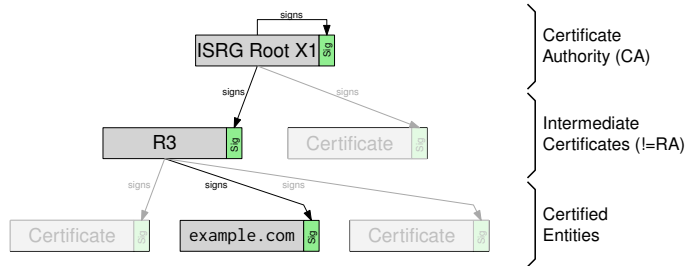 signs
ISRG Root X1 Sig
Certificate
Authority (CA)
signs signs
R3 Sig Certificate Sig
Intermediate
Certificates (!=RA)
signs signs signs
Certificate Sig example.com Sig Certificate Sig
Certified
Entities